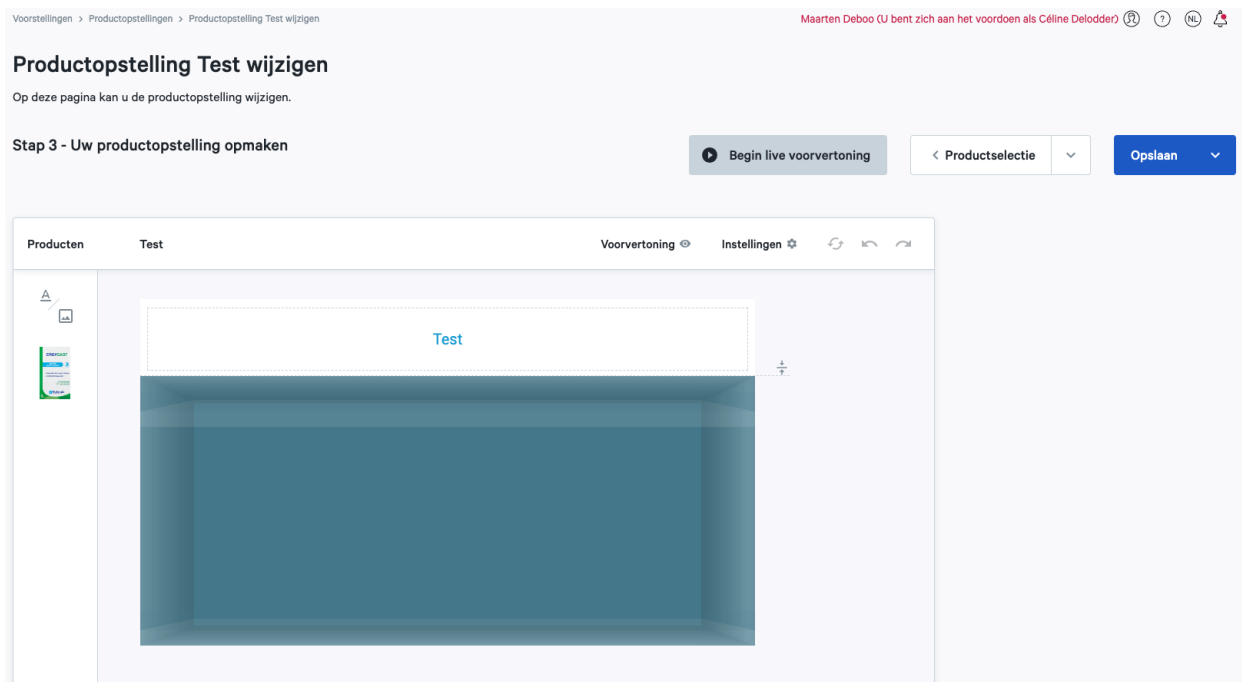 Voorstellingen > Productopstellingen > Productopstelling Test wijzigen
Maarten Deboo (U bent zich aan het voordoen als Céline Delodder)
?
NL
Productopstelling Test wijzigen
Op deze pagina kan u de productopstelling wijzigen.
Stap 3 - Uw productopstelling opmaken
Begin live voorvertoning
< Productselectie
Opslaan
Producten
Test
Voorvertoning
Instellingen
A
Test